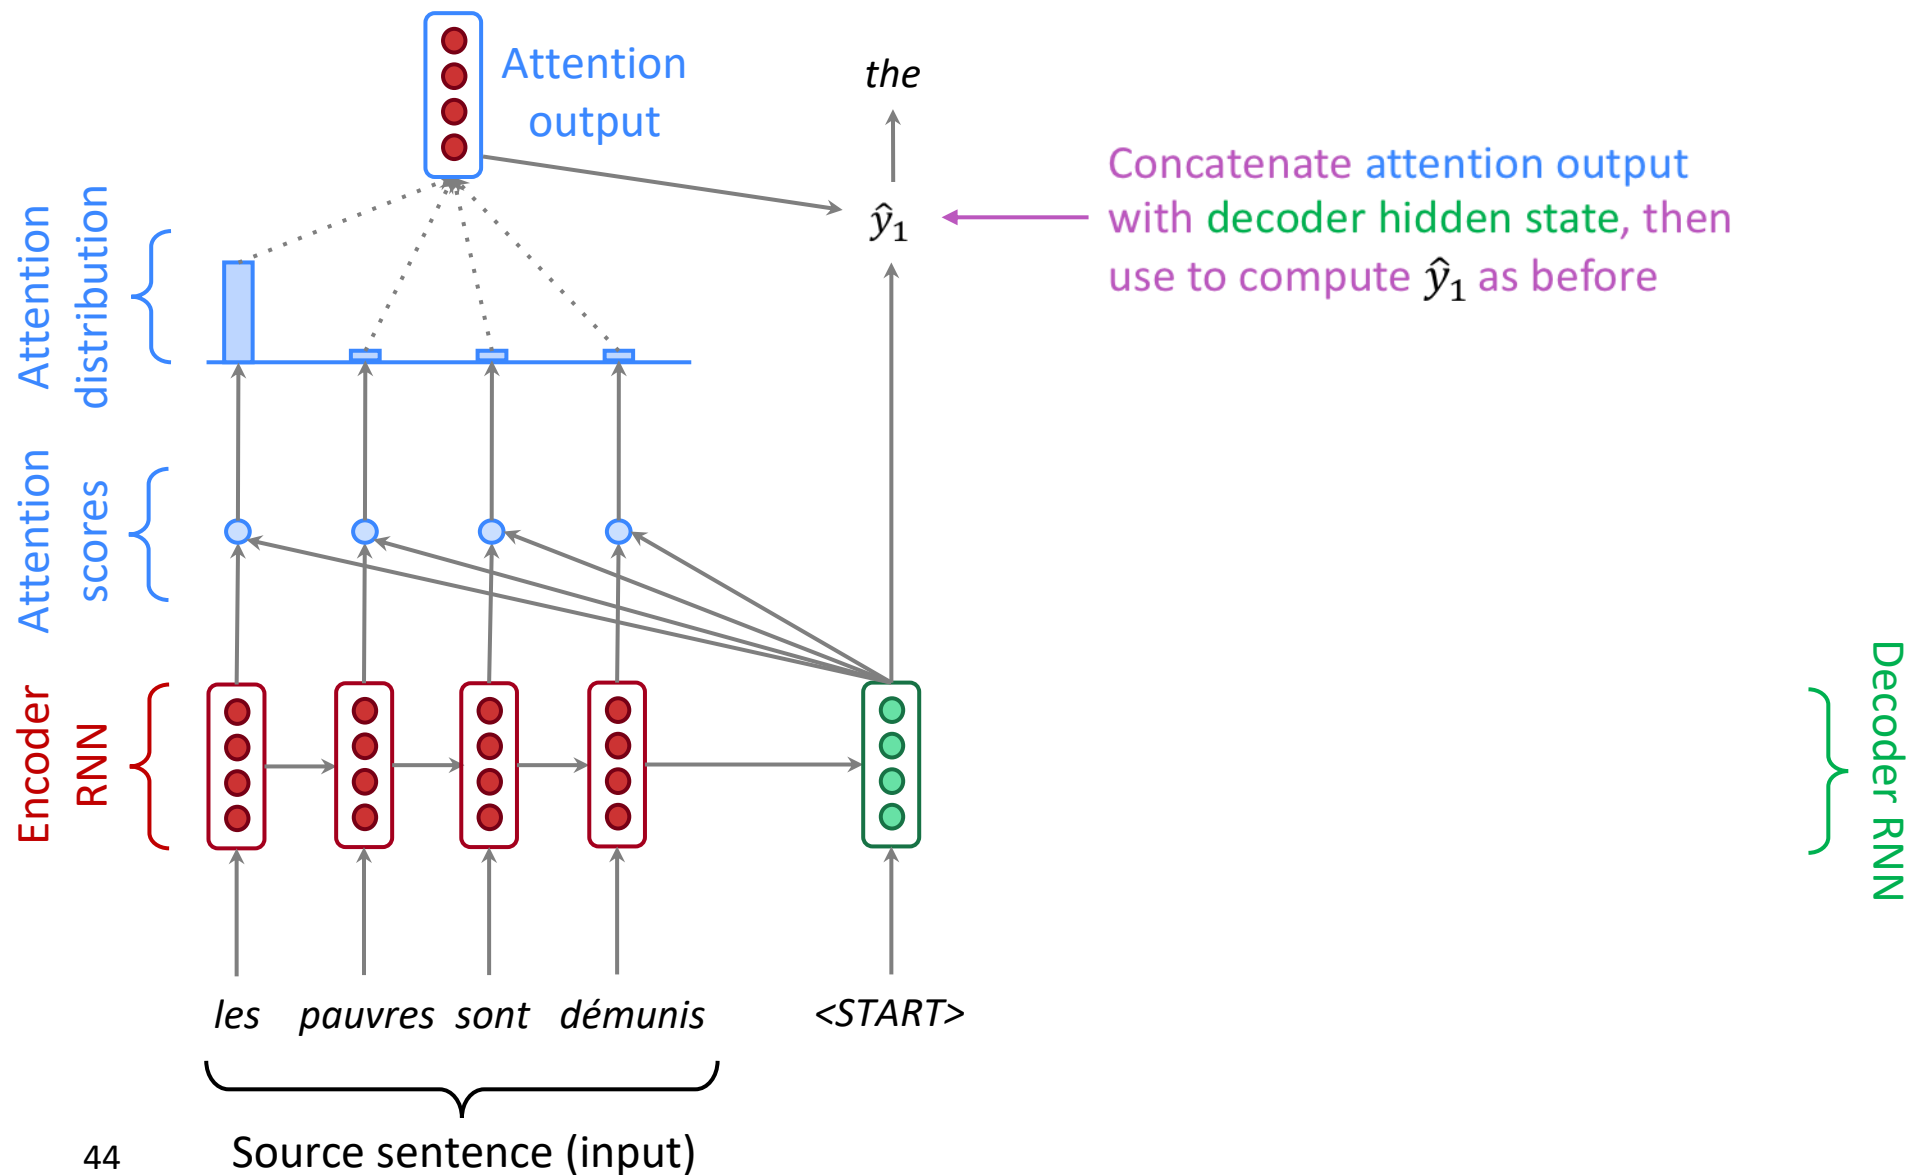 Attention
output
the
Concatenate attention output
with decoder hidden state, then
use to compute ŷ₁ as before
ŷ₁
Attention
distribution
Attention
scores
Encoder
RNN
Decoder RNN
les pauvres sont démunis <START>
Source sentence (input)
44